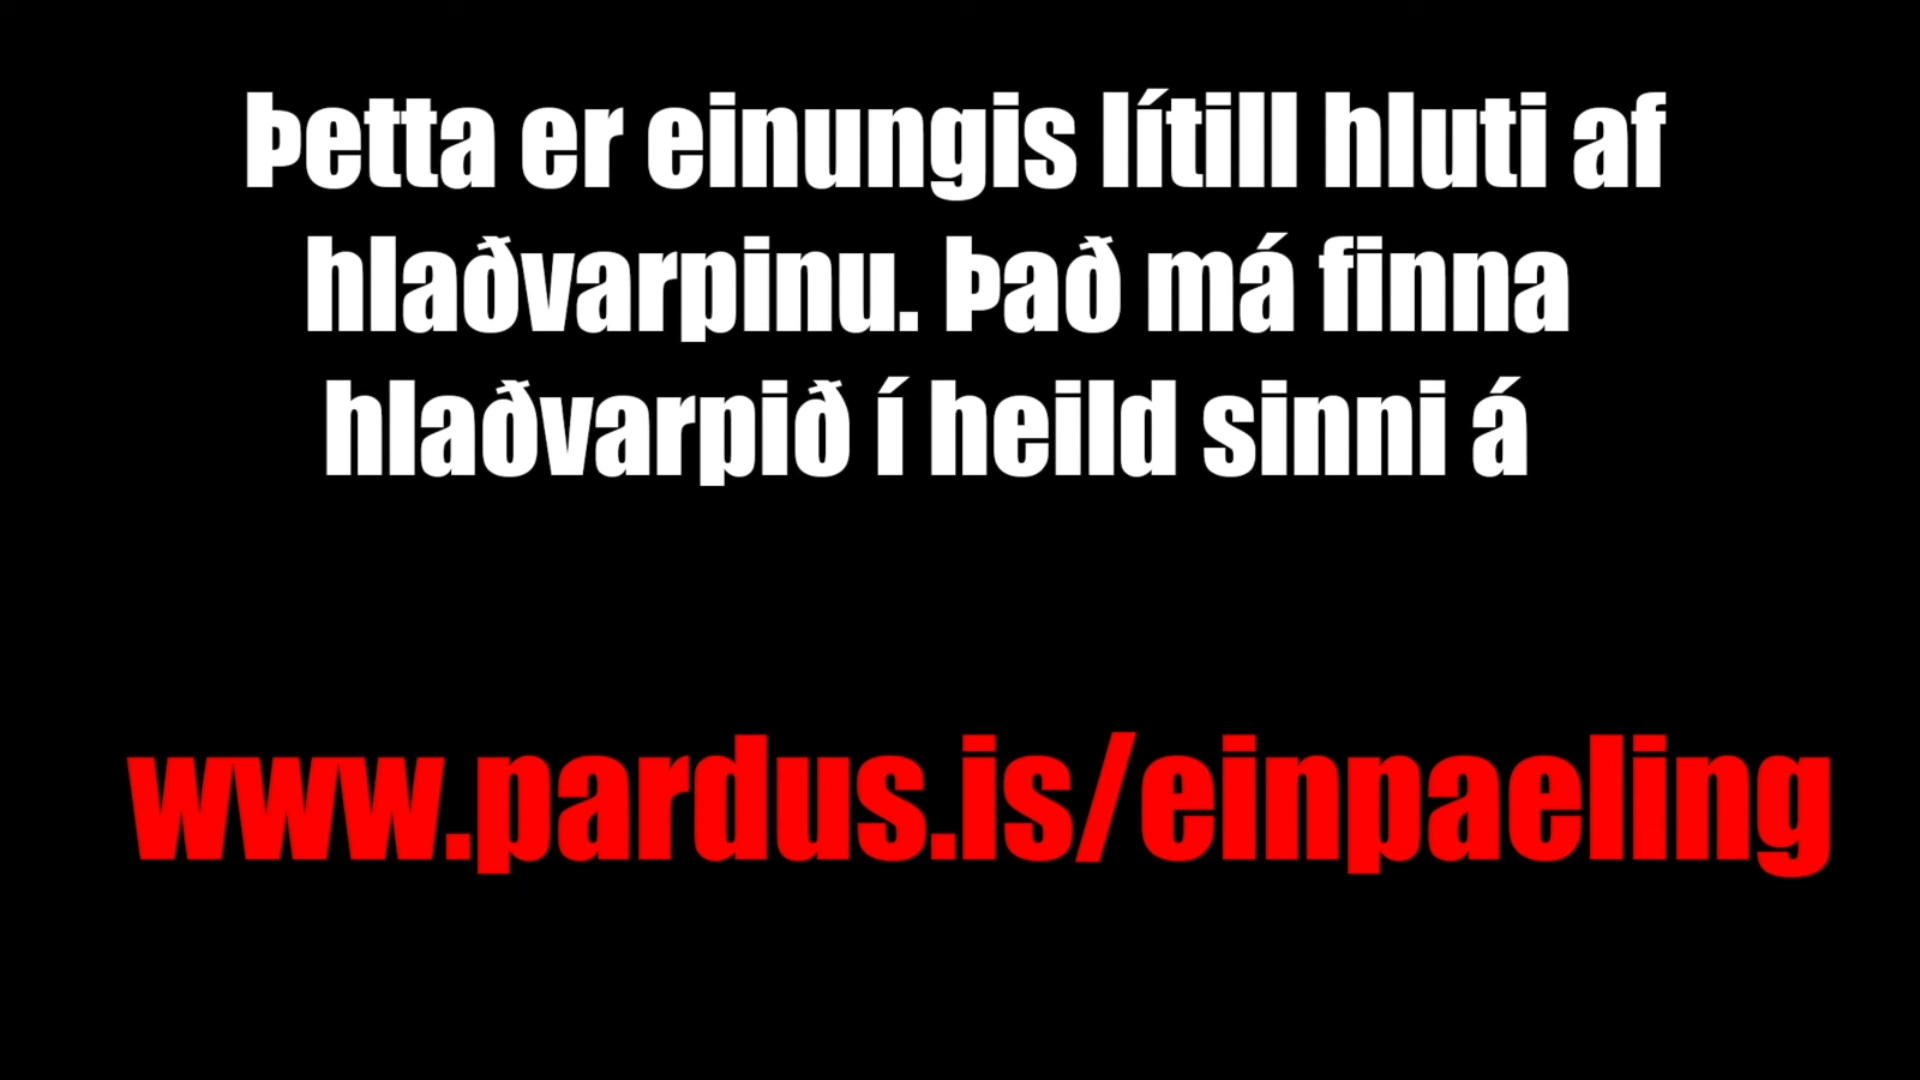 Þetta er einungis lítill hluti af
hlaðvarpinu. Það má finna
hlaðvarpið í heild sinni á
www.pardus.is/einpaeling